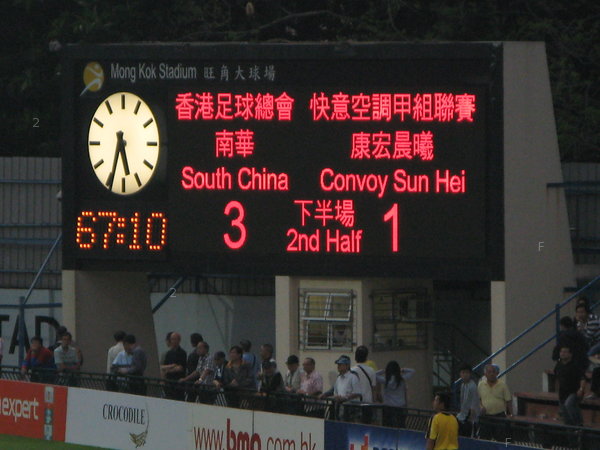 Mong Kok Stadium 旺角大球場
香港足球總會 快意空調甲組聯賽
南華 康宏晨曦
South China Convoy Sun Hei
67:10 3 下半場 1
2nd Half
expert
CROCODILE
www.bmo.com.hk